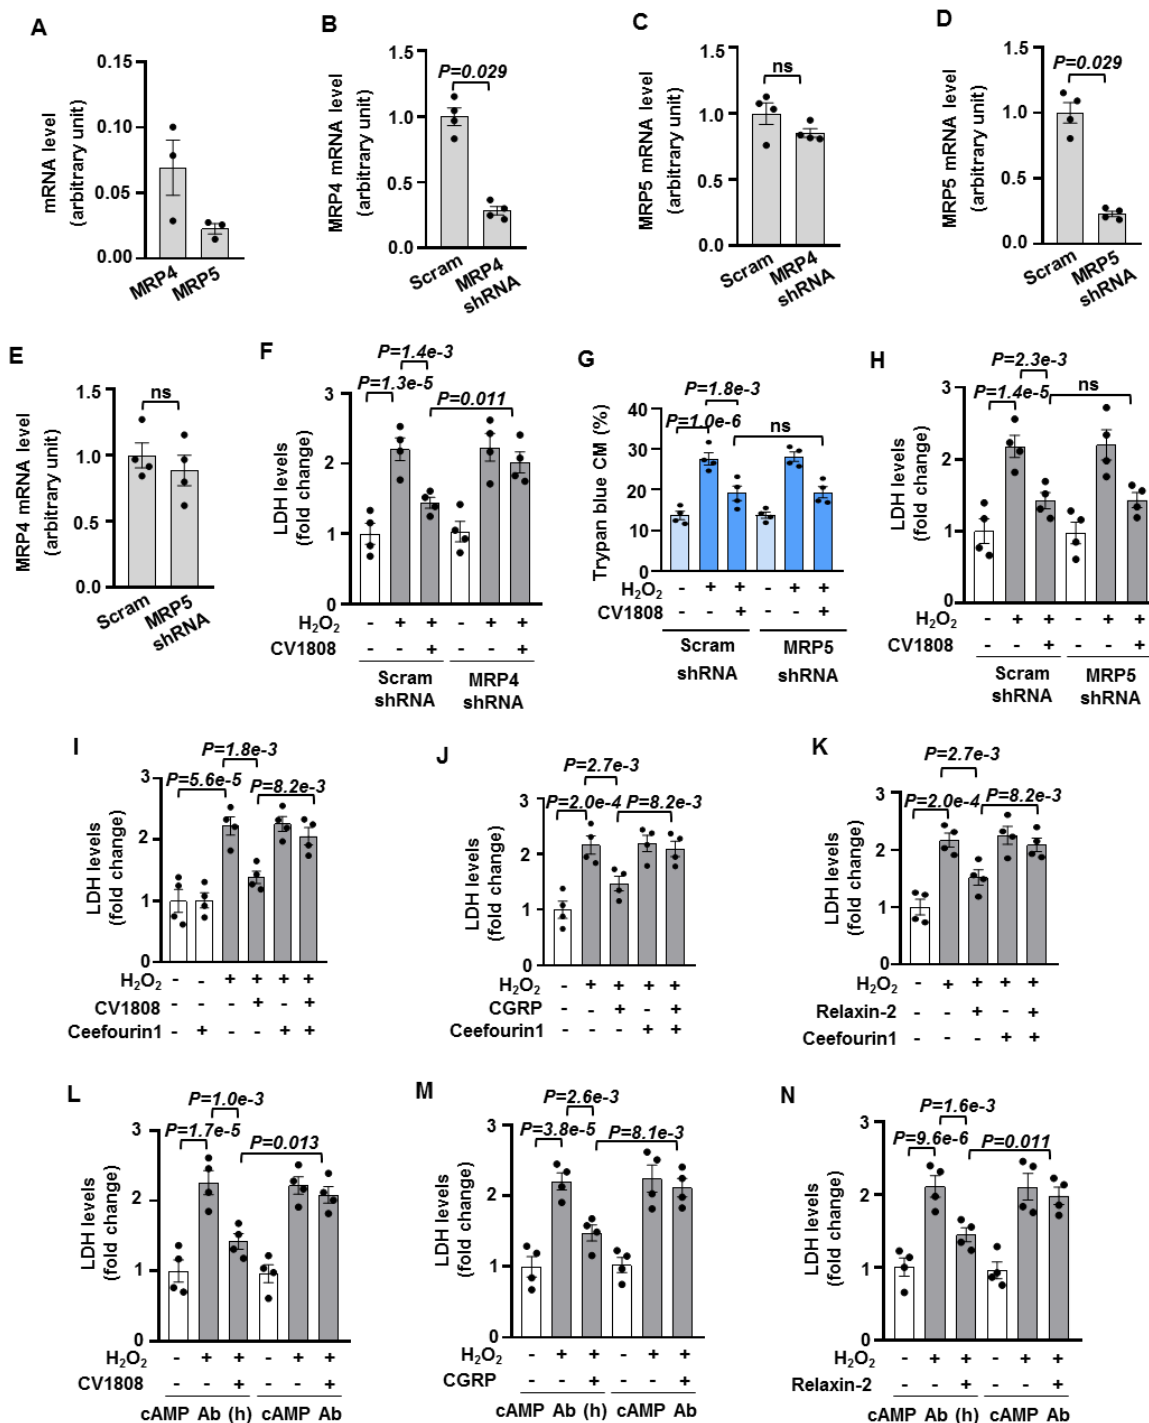 A
mRNA level
(arbitrary unit)
0.15
0.10
0.05
0.00
MRP4
MRP5
B
MRP4 mRNA level
(arbitrary unit)
1.5
1.0
0.5
0.0
P=0.029
Scram
MRP4
shRNA
C
MRP5 mRNA level
(arbitrary unit)
1.5
1.0
0.5
0.0
ns
Scram
MRP4
shRNA
D
MRP5 mRNA level
(arbitrary unit)
1.5
1.0
0.5
0.0
P=0.029
Scram
MRP5
shRNA
E
MRP4 mRNA level
(arbitrary unit)
1.5
1.0
0.5
0.0
ns
Scram
MRP5
shRNA
F
LDH levels
(fold change)
3
2
1
0
P=1.4e-3
P=1.3e-5
P=0.011
H₂O₂ - + + - + +
CV1808 - - + - - +
Scram
shRNA
MRP4
shRNA
G
Trypan blue CM (%)
40
30
20
10
0
P=1.8e-3
P=1.0e-6
ns
H₂O₂ - + + - + +
CV1808 - - + - - +
Scram
shRNA
MRP5
shRNA
H
LDH levels
(fold change)
3
2
1
0
P=2.3e-3
P=1.4e-5
ns
H₂O₂ - + + - + +
CV1808 - - + - - +
Scram
shRNA
MRP5
shRNA
I
LDH levels
(fold change)
3
2
1
0
P=1.8e-3
P=5.6e-5
P=8.2e-3
H₂O₂ - - + + + +
CV1808 - - - + - +
Ceefourin1 - + - - + +
J
LDH levels
(fold change)
3
2
1
0
P=2.7e-3
P=2.0e-4
P=8.2e-3
H₂O₂ - + + + +
CGRP - - + - +
Ceefourin1 - - - + +
K
LDH levels
(fold change)
3
2
1
0
P=2.7e-3
P=2.0e-4
P=8.2e-3
H₂O₂ - + + + +
Relaxin-2 - - + - +
Ceefourin1 - - - + +
L
LDH levels
(fold change)
3
2
1
0
P=1.0e-3
P=1.7e-5
P=0.013
H₂O₂ - + + - + +
CV1808 - - + - - +
cAMP Ab (h) cAMP Ab
M
LDH levels
(fold change)
3
2
1
0
P=2.6e-3
P=3.8e-5
P=8.1e-3
H₂O₂ - + + - + +
CGRP - - + - - +
cAMP Ab (h) cAMP Ab
N
LDH levels
(fold change)
3
2
1
0
P=1.6e-3
P=9.6e-6
P=0.011
H₂O₂ - + + - + +
Relaxin-2 - - + - - +
cAMP Ab (h) cAMP Ab